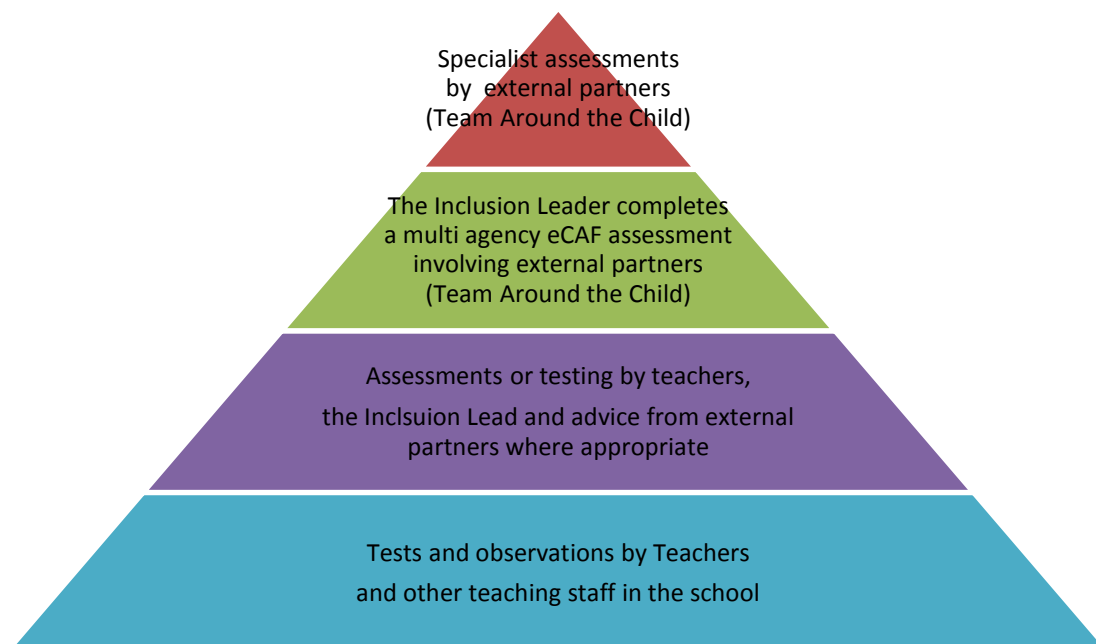 Specialist assessments
by external partners
(Team Around the Child)
The Inclusion Leader completes
a multi agency eCAF assessment
involving external partners
(Team Around the Child)
Assessments or testing by teachers,
the Inclsuion Lead and advice from external
partners where appropriate
Tests and observations by Teachers
and other teaching staff in the school